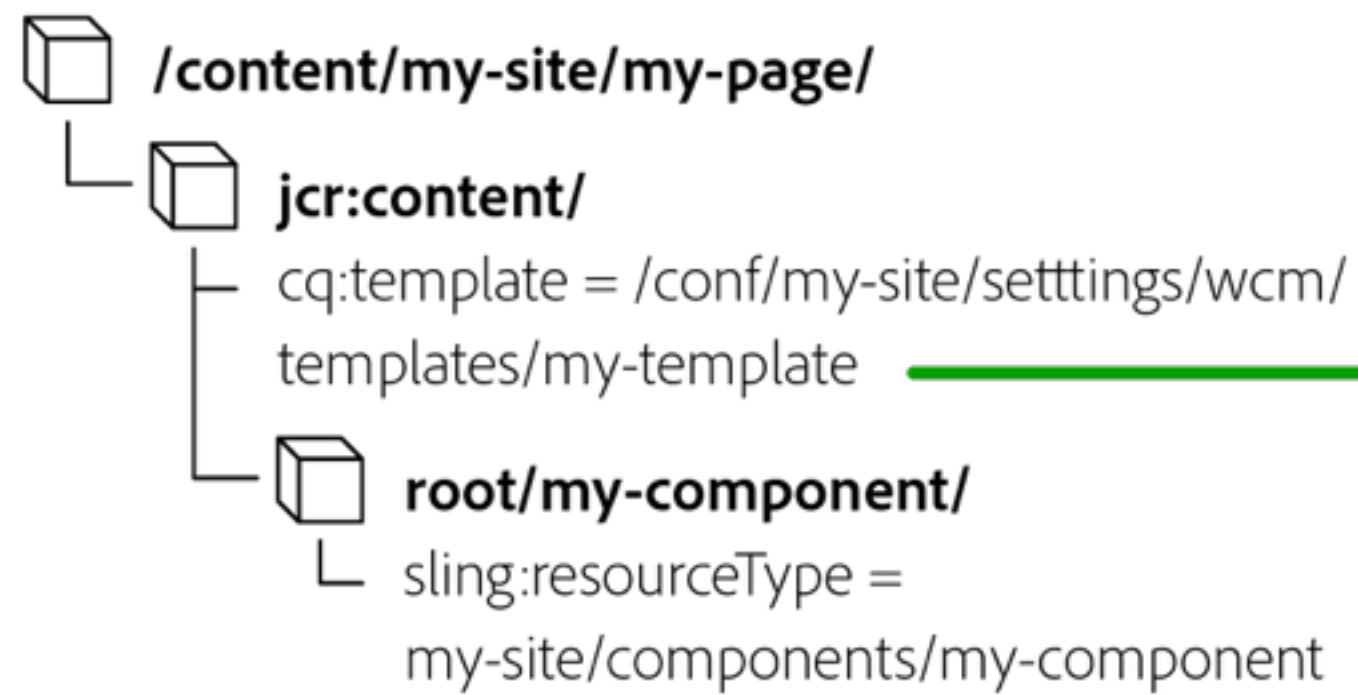 /content/my-site/my-page/
jcr:content/
cq:template = /conf/my-site/setttings/wcm/
templates/my-template
root/my-component/
sling:resourceType =
my-site/components/my-component